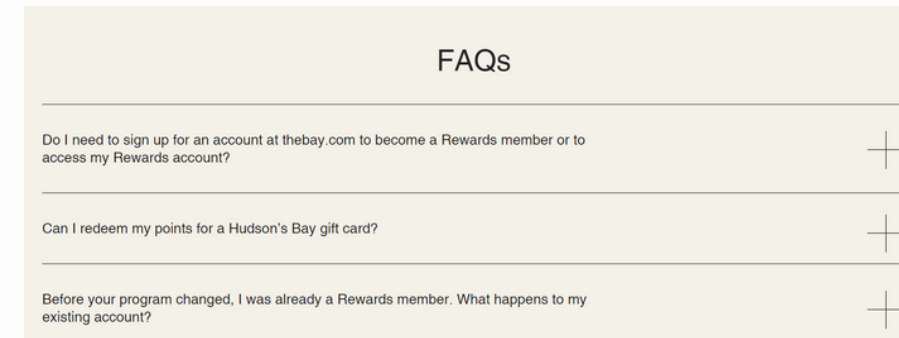 FAQs
Do I need to sign up for an account at thebay.com to become a Rewards member or to
access my Rewards account?
Can I redeem my points for a Hudson's Bay gift card?
Before your program changed, I was already a Rewards member. What happens to my
existing account?